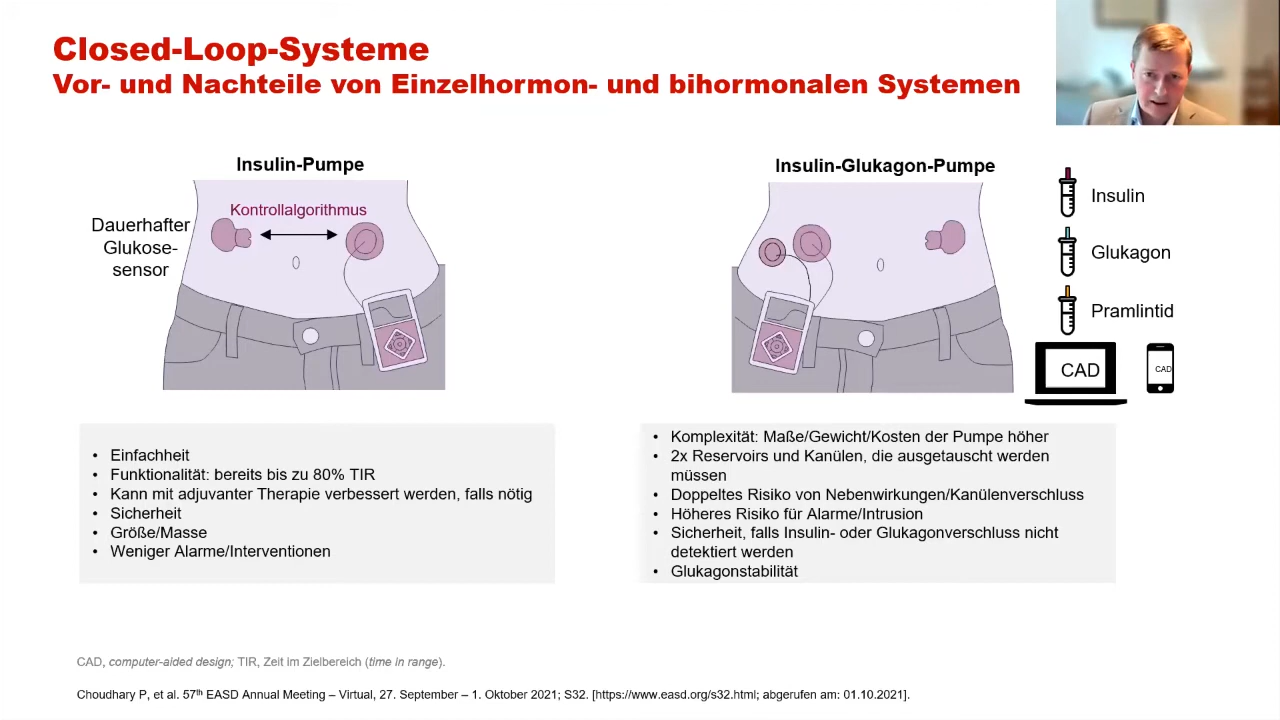 Closed-Loop-Systeme
Vor- und Nachteile von Einzelhormon- und bihormonalen Systemen
Insulin-Pumpe
Kontrollalgorithmus
Dauerhafter
Glukose-
sensor
Insulin-Glukagon-Pumpe
Insulin
Glukagon
Pramlintid
CAD
CAD
• Einfachheit
• Funktionalität: bereits bis zu 80% TIR
• Kann mit adjuvanter Therapie verbessert werden, falls nötig
• Sicherheit
• Größe/Masse
• Weniger Alarme/Interventionen
• Komplexität: Maße/Gewicht/Kosten der Pumpe höher
• 2x Reservoirs und Kanülen, die ausgetauscht werden
müssen
• Doppeltes Risiko von Nebenwirkungen/Kanülenverschluss
• Höheres Risiko für Alarme/Intrusion
• Sicherheit, falls Insulin- oder Glukagonverschluss nicht
detektiert werden
• Glukagonstabilität
CAD, computer-aided design; TIR, Zeit im Zielbereich (time in range).
Choudhary P, et al. 57th EASD Annual Meeting – Virtual, 27. September – 1. Oktober 2021; S32. [https://www.easd.org/s32.html; abgerufen am: 01.10.2021].